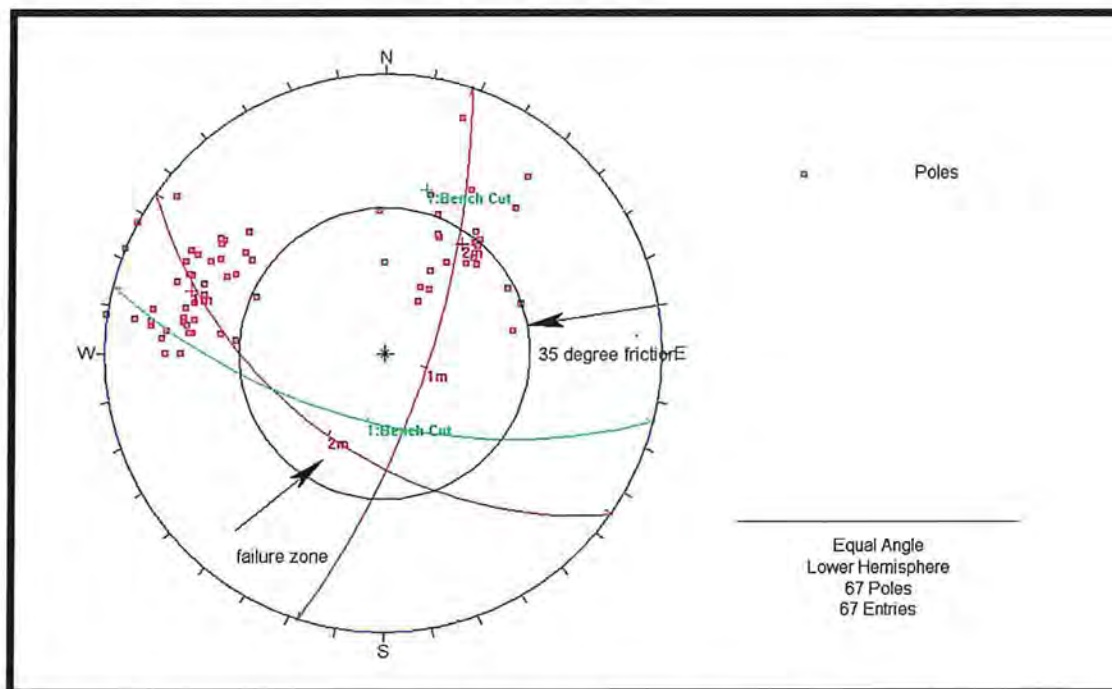 N
Poles
1:Bench Cut
2m
1m
W
35 degree friction
E
1m
1:Bench Cut
2m
failure zone
Equal Angle
Lower Hemisphere
67 Poles
67 Entries
S